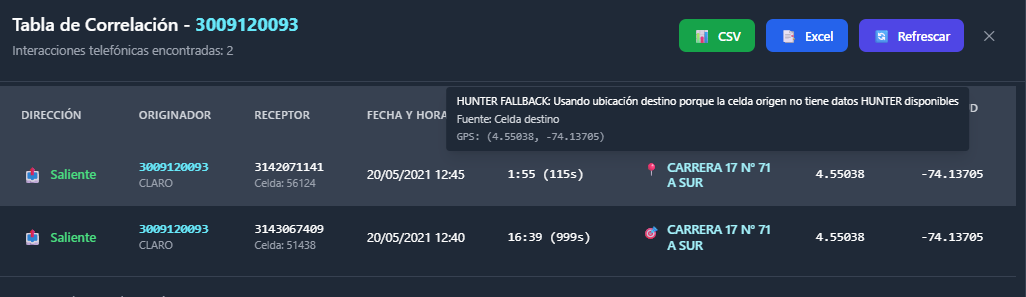 Tabla de Correlación - 3009120093
Interacciones telefónicas encontradas: 2
CSV
Excel
Refrescar
HUNTER FALLBACK: Usando ubicación destino porque la celda origen no tiene datos HUNTER disponibles
Fuente: Celda destino
GPS: (4.55038, -74.13705)
DIRECCIÓN ORIGINADOR RECEPTOR FECHA Y HORA D
Saliente 3009120093 3142071141 20/05/2021 12:45 1:55 (115s) CARRERA 17 N° 71 4.55038 -74.13705
CLARO Celda: 56124 A SUR
Saliente 3009120093 3143067409 20/05/2021 12:40 16:39 (999s) CARRERA 17 N° 71 4.55038 -74.13705
CLARO Celda: 51438 A SUR